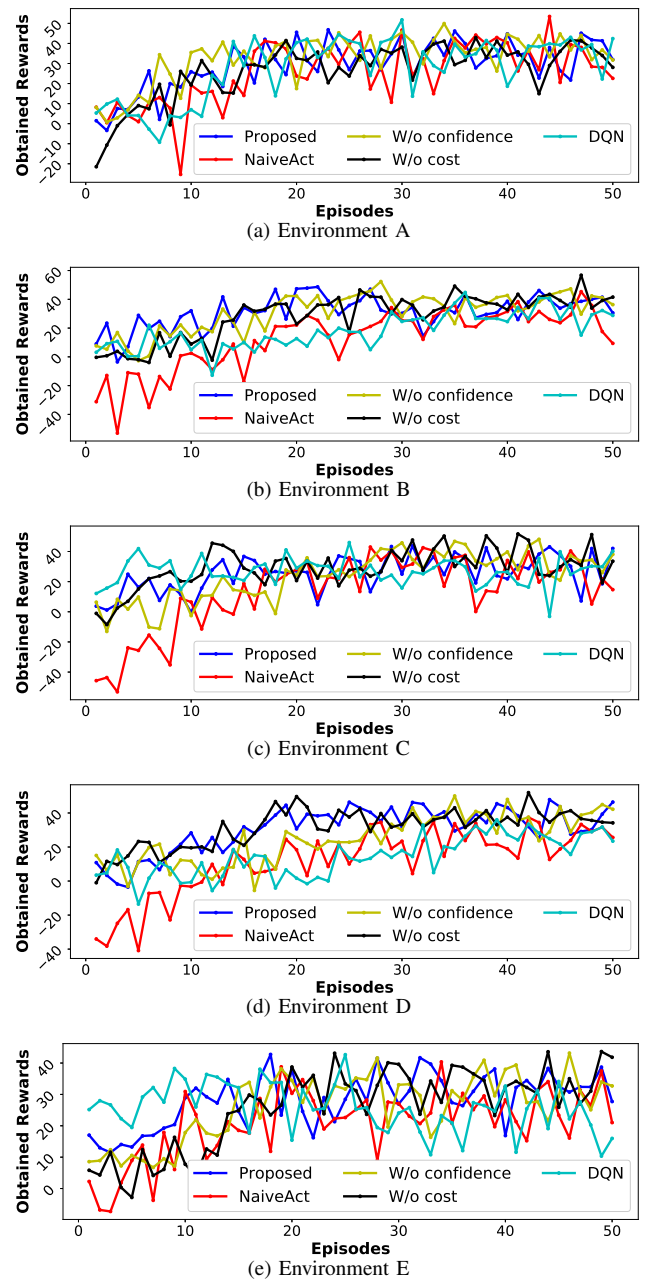 Obtained Rewards
50
40
30
20
10
0
−10
−20
Proposed W/o confidence DQN
NaiveAct W/o cost
0 10 20 30 40 50
Episodes
(a) Environment A
Obtained Rewards
60
40
20
0
−20
−40
Proposed W/o confidence DQN
NaiveAct W/o cost
0 10 20 30 40 50
Episodes
(b) Environment B
Obtained Rewards
40
20
0
−20
−40
Proposed W/o confidence DQN
NaiveAct W/o cost
0 10 20 30 40 50
Episodes
(c) Environment C
Obtained Rewards
40
20
0
−20
−40
Proposed W/o confidence DQN
NaiveAct W/o cost
0 10 20 30 40 50
Episodes
(d) Environment D
Obtained Rewards
40
30
20
10
0
Proposed W/o confidence DQN
NaiveAct W/o cost
0 10 20 30 40 50
Episodes
(e) Environment E